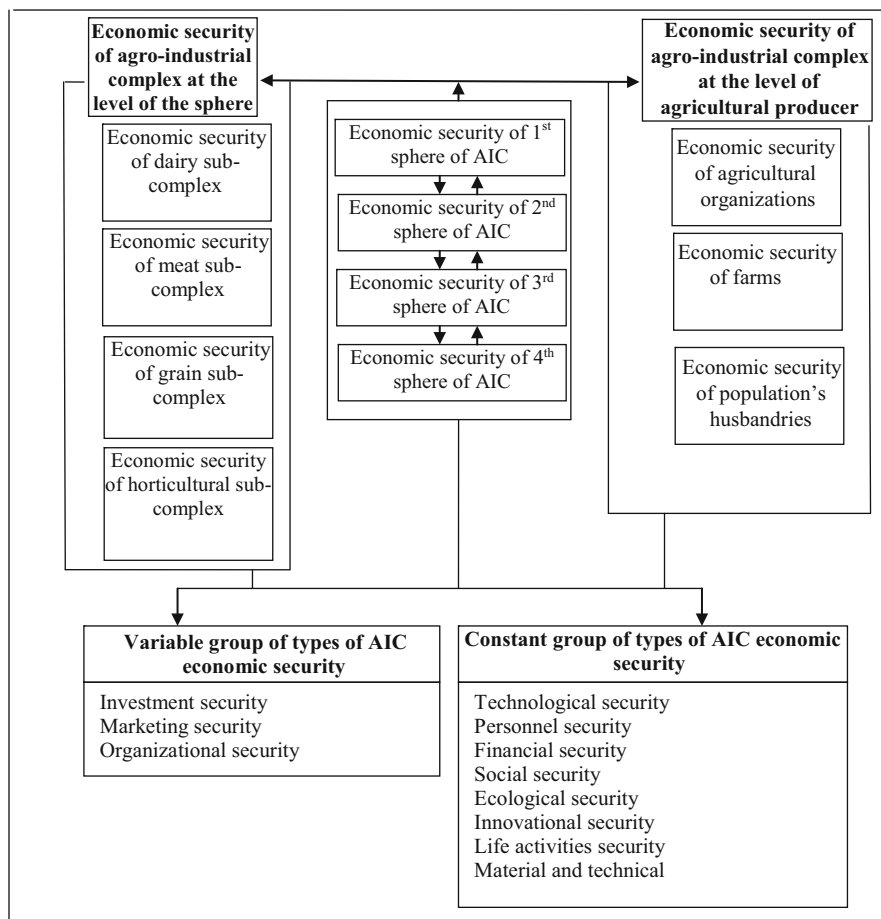 Economic security
of agro-industrial
complex at the
level of the sphere
Economic security
of dairy sub-
complex
Economic security
of meat sub-
complex
Economic security
of grain sub-
complex
Economic security
of horticultural sub-
complex
Economic security of 1st
sphere of AIC
Economic security of 2nd
sphere of AIC
Economic security of 3rd
sphere of AIC
Economic security of 4th
sphere of AIC
Economic security of
agro-industrial complex
at the level of
agricultural producer
Economic security
of agricultural
organizations
Economic security
of farms
Economic security
of population’s
husbandries
Variable group of types of AIC
economic security
Investment security
Marketing security
Organizational security
Constant group of types of AIC economic
security
Technological security
Personnel security
Financial security
Social security
Ecological security
Innovational security
Life activities security
Material and technical